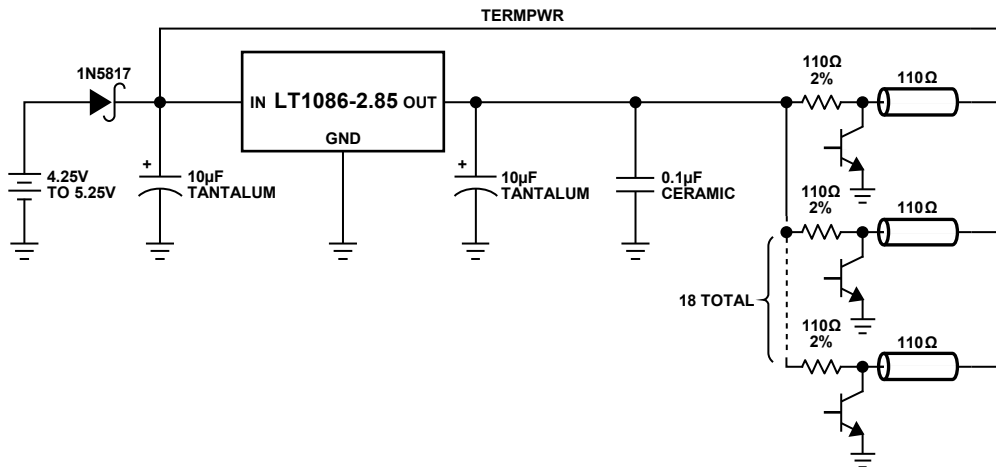 TERMPWR
1N5817
IN LT1086-2.85 OUT
GND
4.25V
TO 5.25V
+
10µF
TANTALUM
+
10µF
TANTALUM
0.1µF
CERAMIC
110Ω
2%
110Ω
110Ω
2%
110Ω
18 TOTAL
110Ω
2%
110Ω